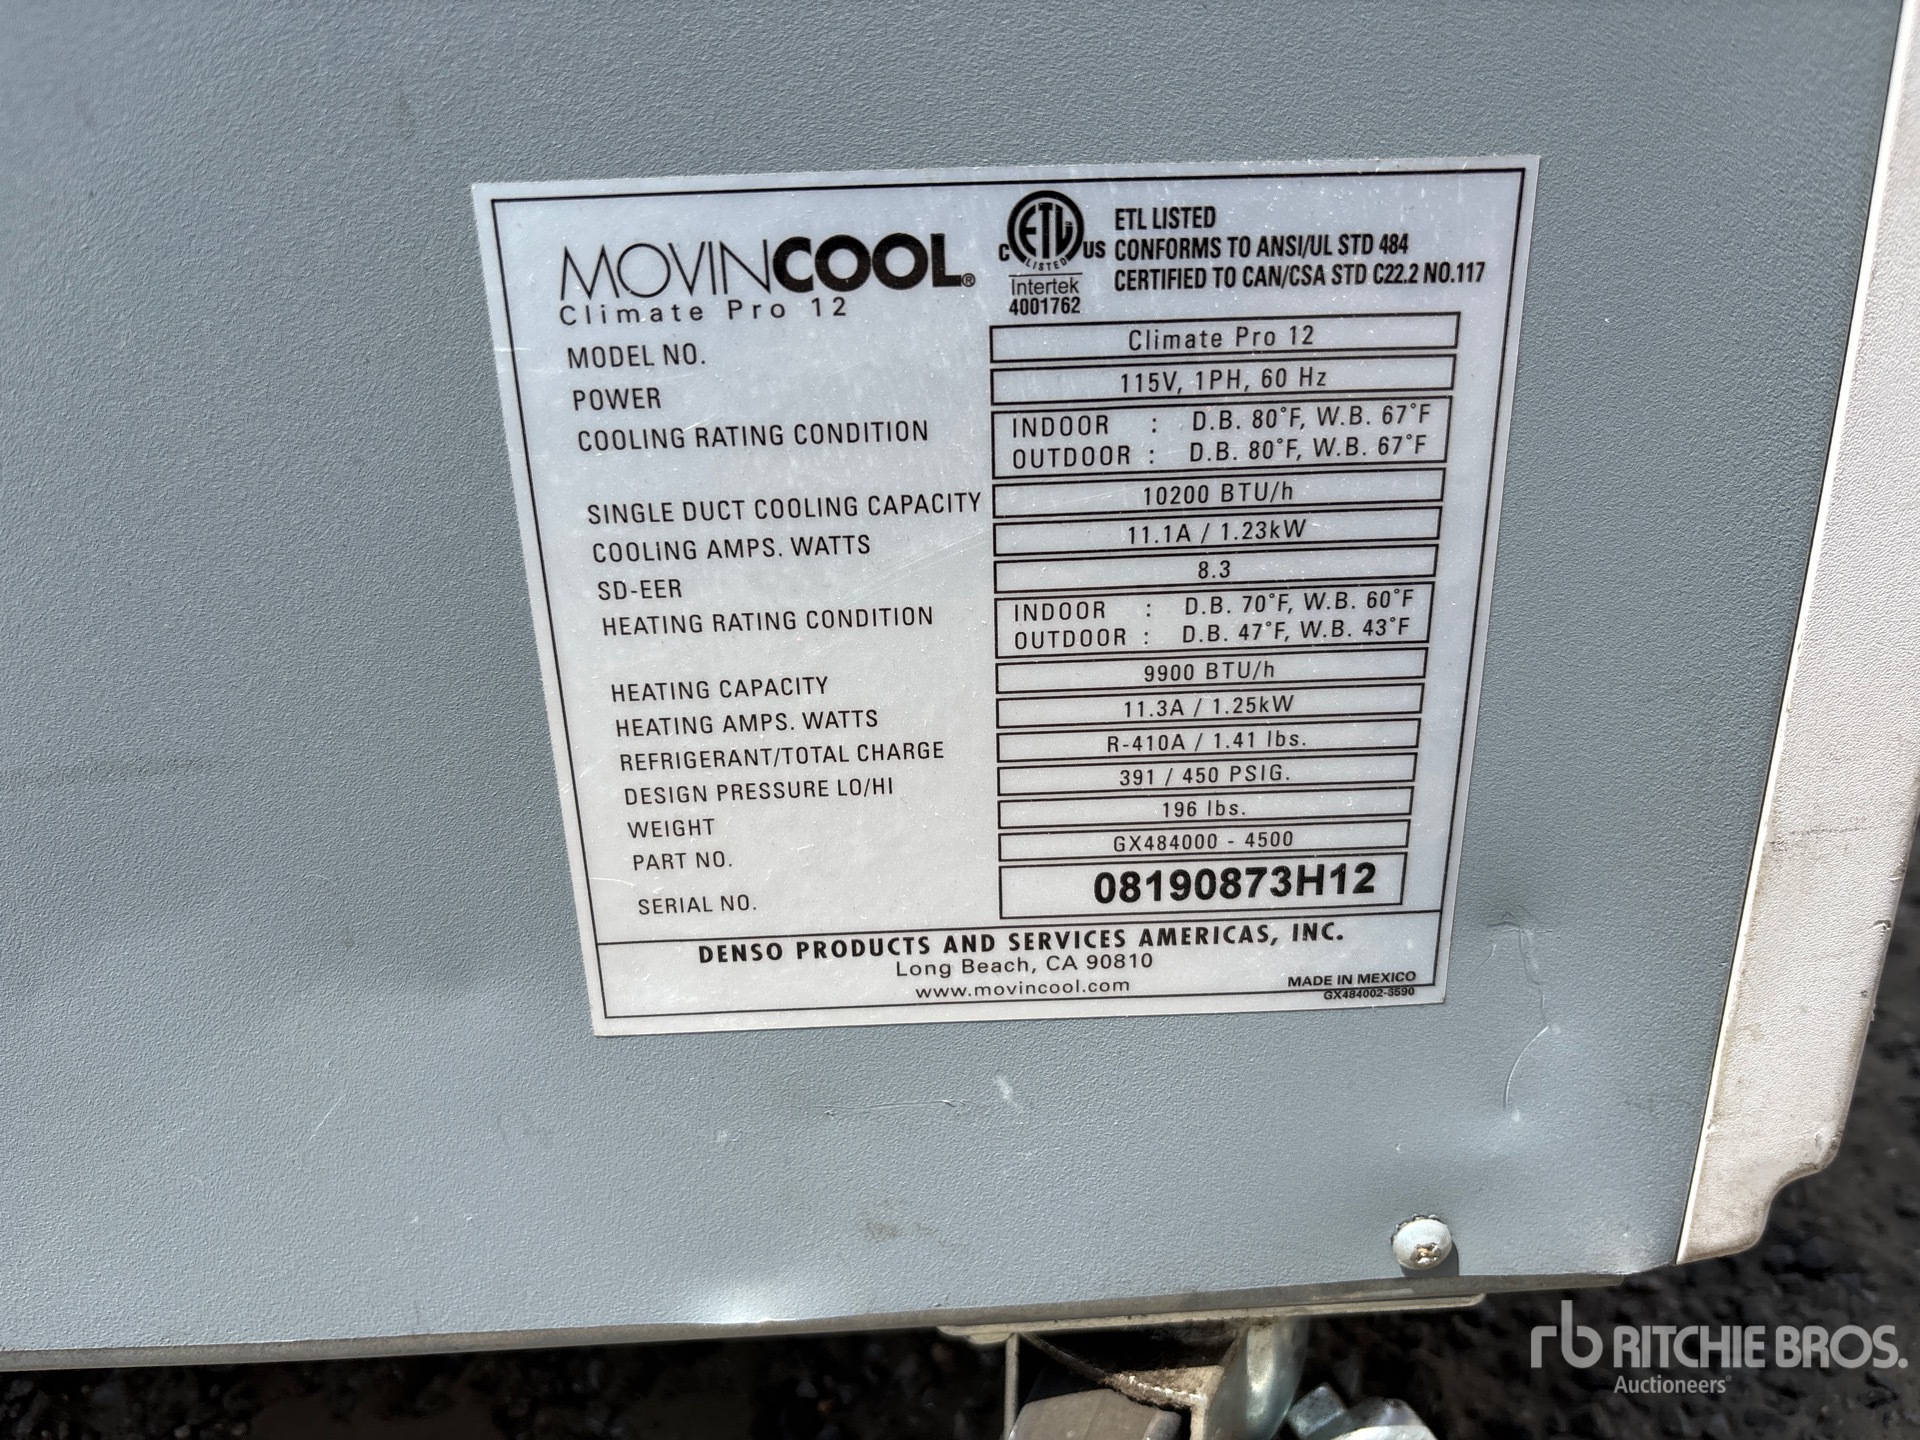 MOVINCOOL®
Climate Pro 12
C ETL US
LISTED
Intertek
4001762
ETL LISTED
CONFORMS TO ANSI/UL STD 484
CERTIFIED TO CAN/CSA STD C22.2 NO.117
MODEL NO. Climate Pro 12
POWER 115V, 1PH, 60 Hz
COOLING RATING CONDITION INDOOR : D.B. 80°F, W.B. 67°F
OUTDOOR : D.B. 80°F, W.B. 67°F
SINGLE DUCT COOLING CAPACITY 10200 BTU/h
COOLING AMPS. WATTS 11.1A / 1.23kW
SD-EER 8.3
HEATING RATING CONDITION INDOOR : D.B. 70°F, W.B. 60°F
OUTDOOR : D.B. 47°F, W.B. 43°F
HEATING CAPACITY 9900 BTU/h
HEATING AMPS. WATTS 11.3A / 1.25kW
REFRIGERANT/TOTAL CHARGE R-410A / 1.41 lbs.
DESIGN PRESSURE LO/HI 391 / 450 PSIG.
WEIGHT 196 lbs.
PART NO. GX484000 - 4500
SERIAL NO. 08190873H12
DENSO PRODUCTS AND SERVICES AMERICAS, INC.
Long Beach, CA 90810
www.movincool.com
MADE IN MEXICO
GX484002-5590
rb RITCHIE BROS.
Auctioneers